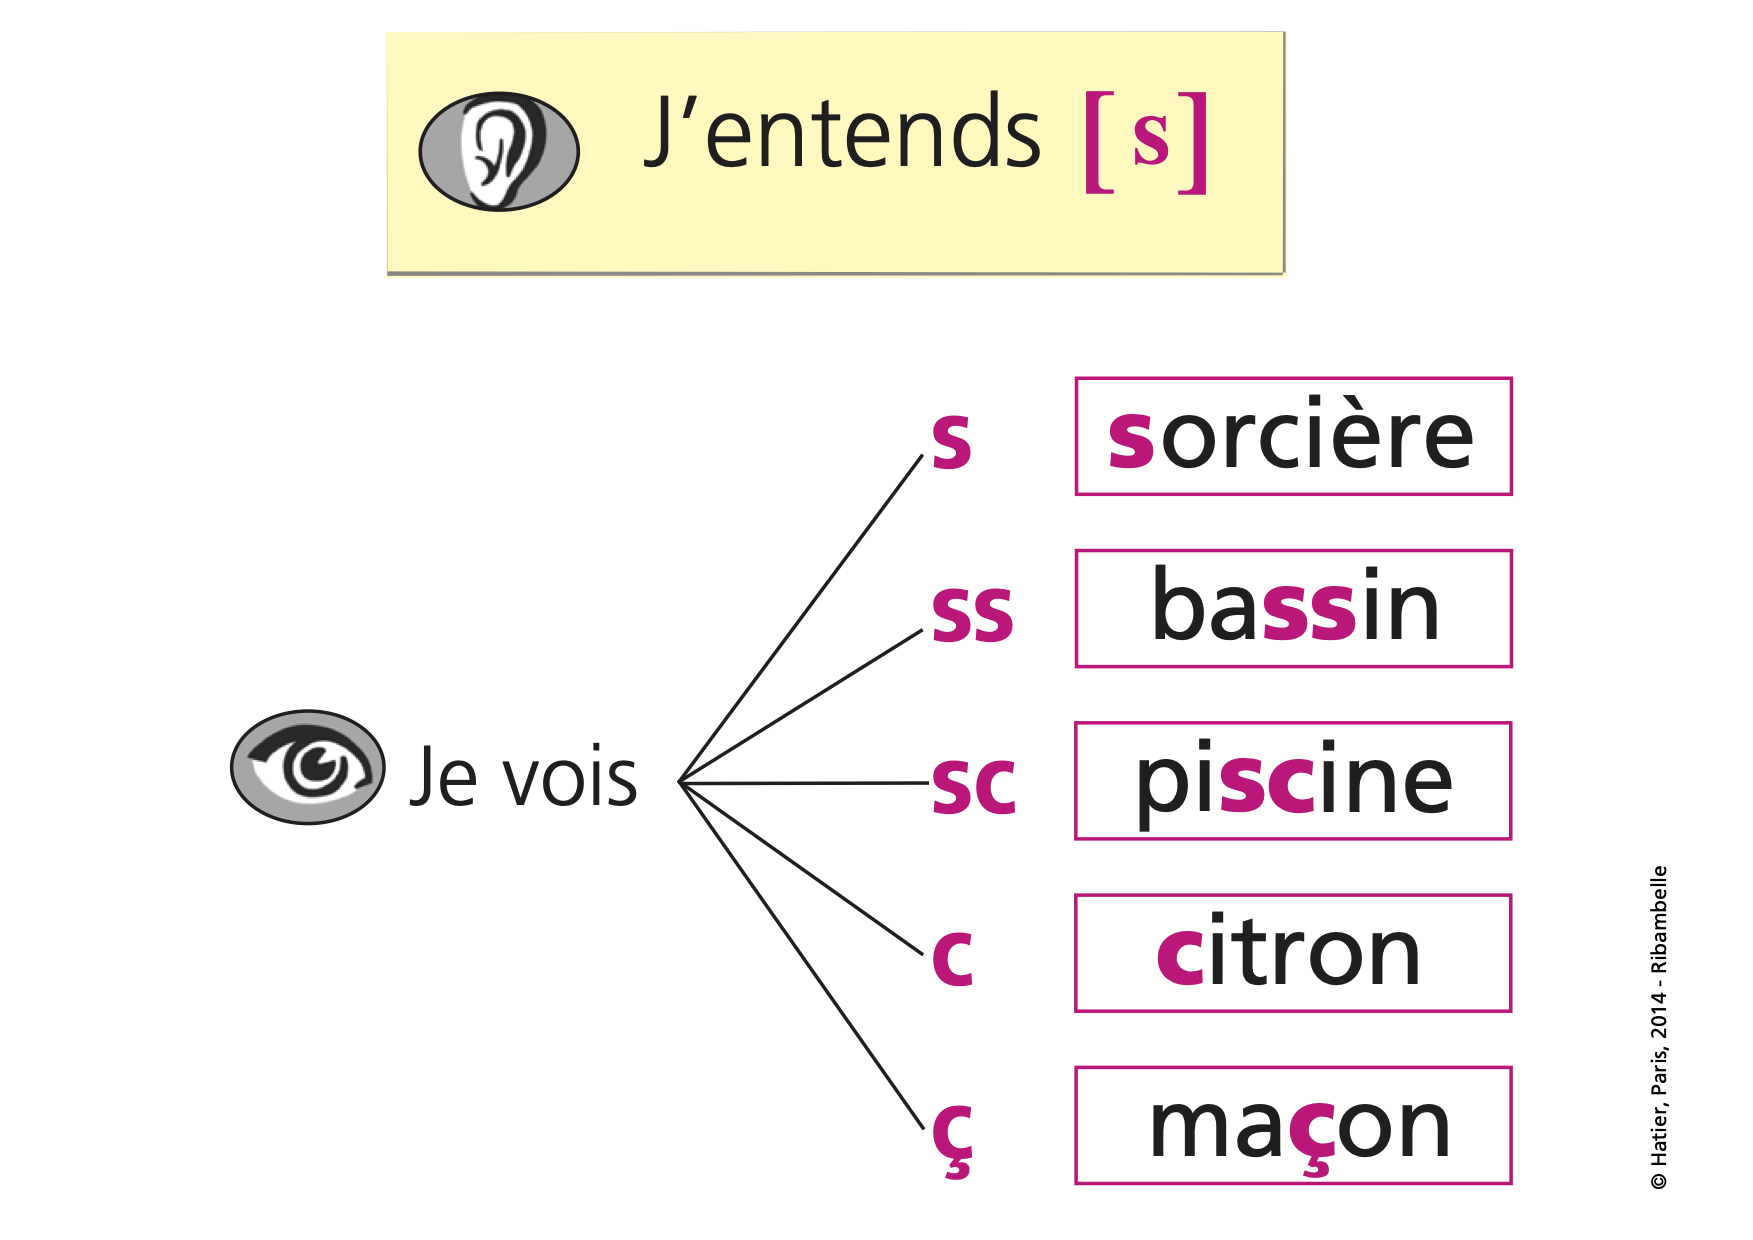 J’entends [s]
s sorcière
ss bassin
Je vois
sc piscine
c citron
ç maçon
© Hatier, Paris, 2014 - Ribambelle